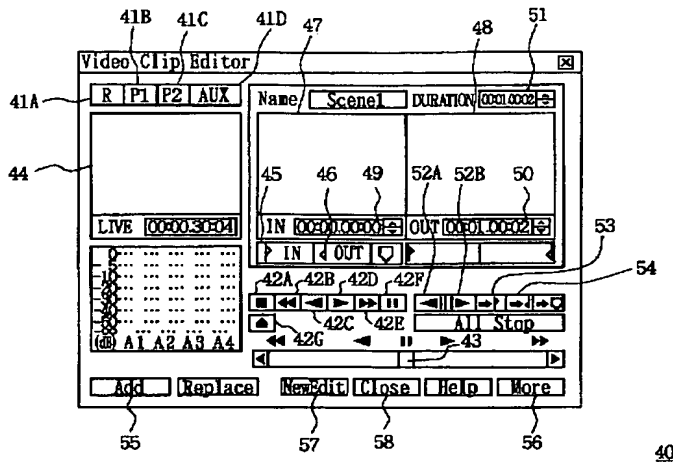 41B 41C 41D 47 48 51
41A
Video Clip Editor
R P1 P2 AUX
Name Scene1 DURATION 00:01.00:02
44 45 46 49 52A 52B 50
LIVE 00:00.30:04
IN 00:00.00:00 OUT 00:01.00:02
IN OUT
53
54
42A 42B 42D 42F
42C 42E
42G 43
All Stop
0
(dB) A1 A2 A3 A4
Add Replace NewEdit Close Help More
55 57 58 56
40